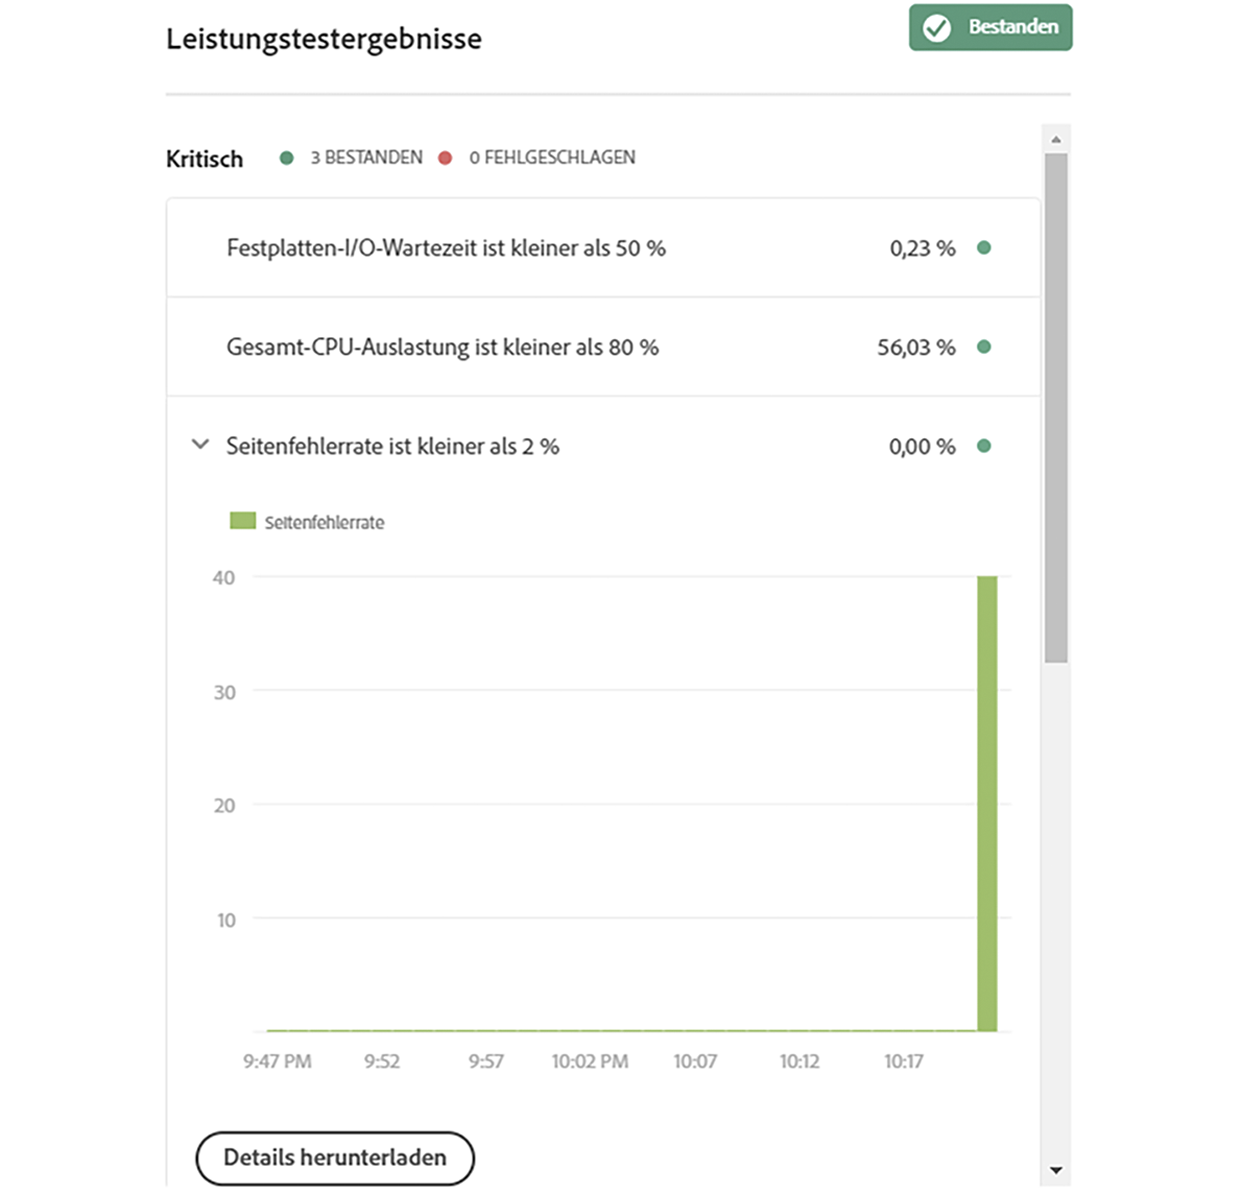 Leistungstestergebnisse
Bestanden
Kritisch 3 BESTANDEN 0 FEHLGESCHLAGEN
Festplatten-I/O-Wartezeit ist kleiner als 50 % 0,23 %
Gesamt-CPU-Auslastung ist kleiner als 80 % 56,03 %
Seitenfehlerrate ist kleiner als 2 % 0,00 %
Seitenfehlerrate
40
30
20
10
9:47 PM 9:52 9:57 10:02 PM 10:07 10:12 10:17
Details herunterladen